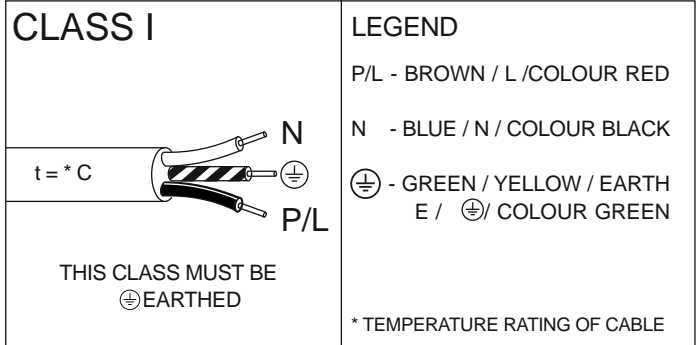 CLASS I
N
t = * C
⏚
P/L
THIS CLASS MUST BE
⏚ EARTHED
LEGEND
P/L - BROWN / L /COLOUR RED
N - BLUE / N / COLOUR BLACK
⏚ - GREEN / YELLOW / EARTH
E / ⏚/ COLOUR GREEN
* TEMPERATURE RATING OF CABLE